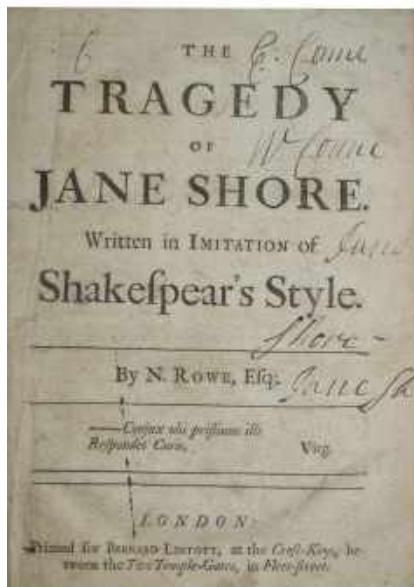 THE
TRAGEDY
OF
JANE SHORE.
Written in IMITATION of
Shakeſpear's Style.
Shore
By N. ROWE, Eſq;
Conjux ubi priſtinus illi
Reſpondet Curis,
Virg.
LONDON:
Printed for BERNARD LINTOTT, at the Croſs-Keys, be-
tween the Two Temple-Gates, in Fleet-ſtreet.